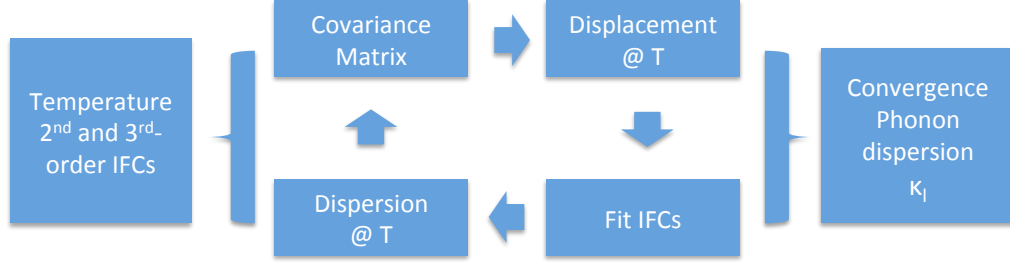 Temperature
2nd and 3rd-
order IFCs
Covariance
Matrix
Displacement
@ T
Dispersion
@ T
Fit IFCs
Convergence
Phonon
dispersion
κl